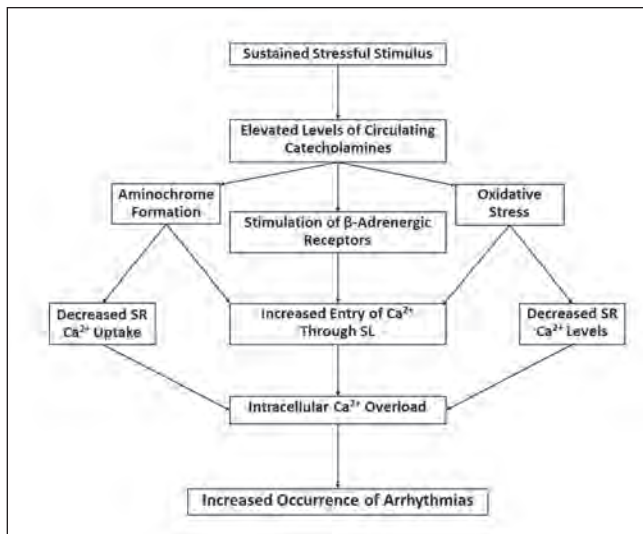 Sustained Stressful Stimulus
Elevated Levels of Circulating
Catecholamines
Aminochrome
Formation
Stimulation of β-Adrenergic
Receptors
Oxidative
Stress
Decreased SR
Ca²⁺ Uptake
Increased Entry of Ca²⁺
Through SL
Decreased SR
Ca²⁺ Levels
Intracellular Ca²⁺ Overload
Increased Occurrence of Arrhythmias